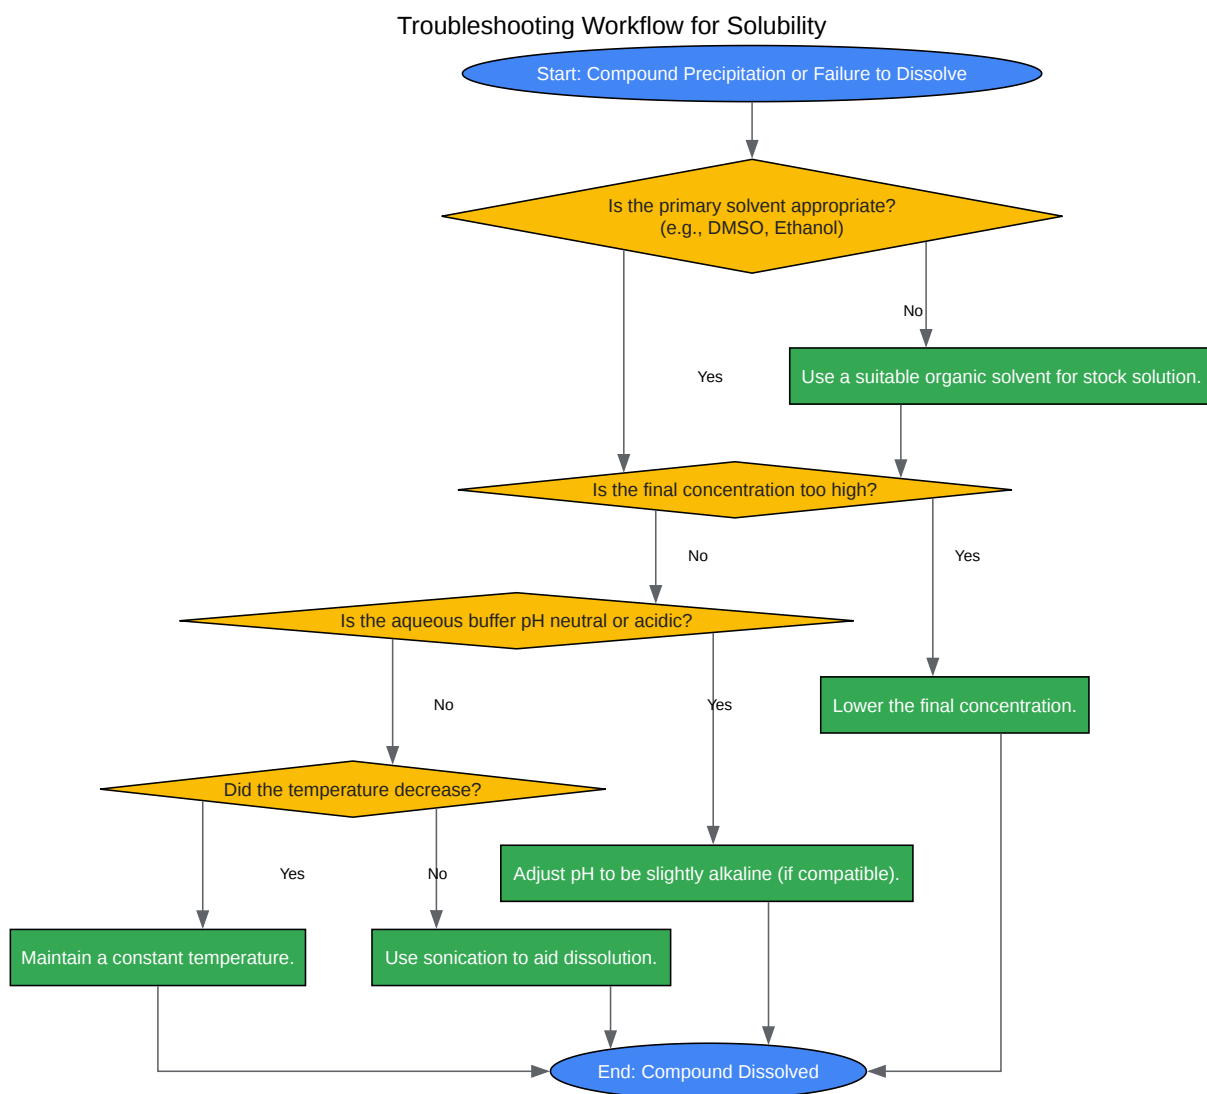 Troubleshooting Workflow for Solubility
Start: Compound Precipitation or Failure to Dissolve
Is the primary solvent appropriate?
(e.g., DMSO, Ethanol)
No
Yes
Use a suitable organic solvent for stock solution.
Is the final concentration too high?
No
Yes
Is the aqueous buffer pH neutral or acidic?
No
Yes
Lower the final concentration.
Did the temperature decrease?
Yes
No
Adjust pH to be slightly alkaline (if compatible).
Maintain a constant temperature.
Use sonication to aid dissolution.
End: Compound Dissolved